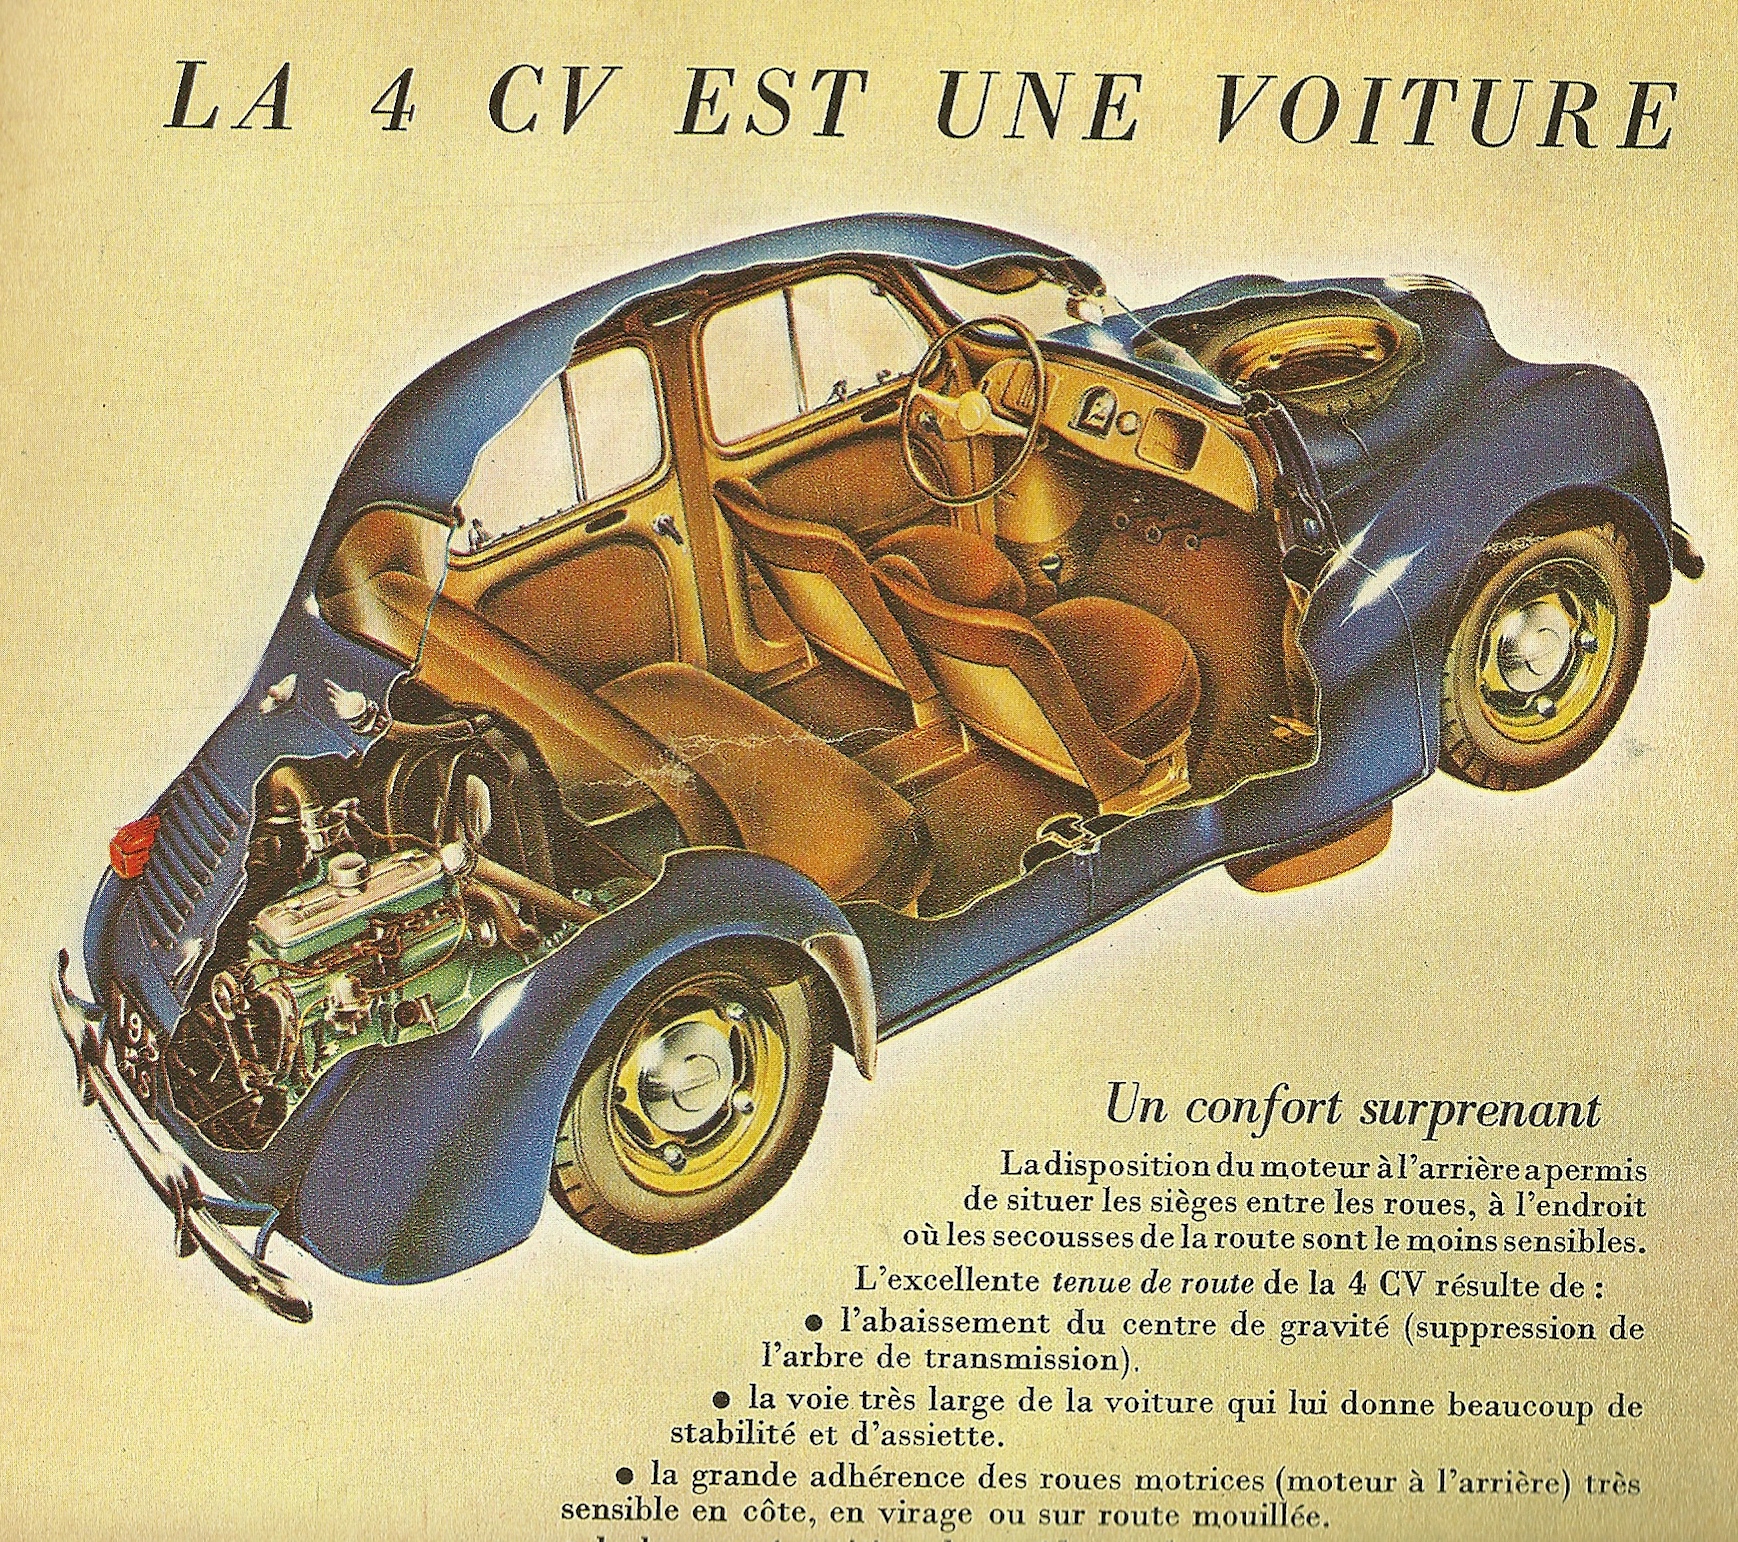 LA 4 CV EST UNE VOITURE
Un confort surprenant
La disposition du moteur à l'arrière a permis
de situer les sièges entre les roues, à l'endroit
où les secousses de la route sont le moins sensibles.
L'excellente tenue de route de la 4 CV résulte de :
● l'abaissement du centre de gravité (suppression de
l'arbre de transmission).
● la voie très large de la voiture qui lui donne beaucoup de
stabilité et d'assiette.
● la grande adhérence des roues motrices (moteur à l'arrière) très
sensible en côte, en virage ou sur route mouillée.